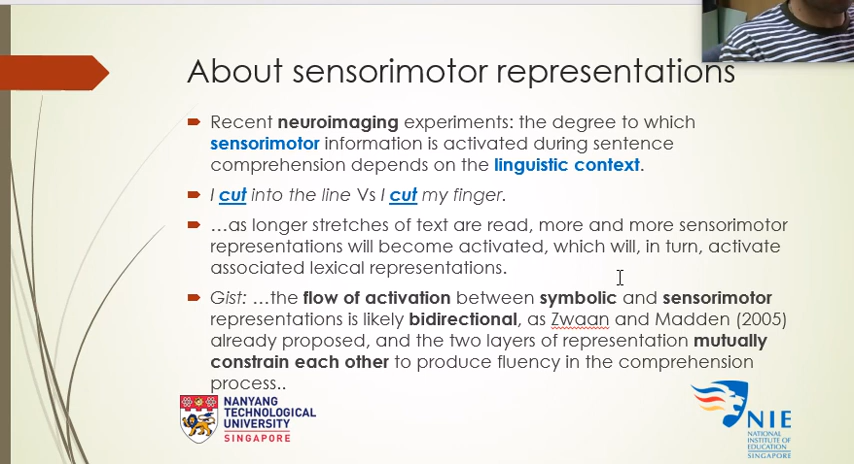 About sensorimotor representations
Recent neuroimaging experiments: the degree to which
sensorimotor information is activated during sentence
comprehension depends on the linguistic context.
I cut into the line Vs I cut my finger.
…as longer stretches of text are read, more and more sensorimotor
representations will become activated, which will, in turn, activate
associated lexical representations.
Gist: …the flow of activation between symbolic and sensorimotor
representations is likely bidirectional, as Zwaan and Madden (2005)
already proposed, and the two layers of representation mutually
constrain each other to produce fluency in the comprehension
process..
NANYANG
TECHNOLOGICAL
UNIVERSITY
SINGAPORE
NIE
NATIONAL
INSTITUTE OF
EDUCATION
SINGAPORE